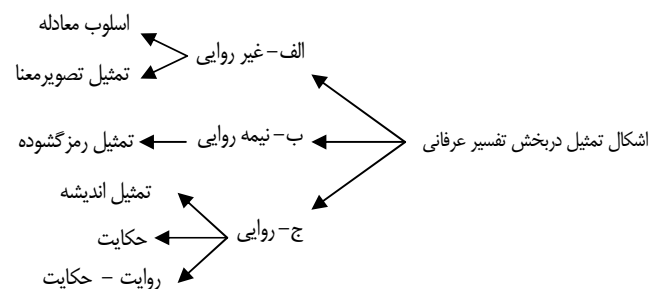 اشکال تمثیل دربخش تفسیر عرفانی
الف- غیر روایی
اسلوب معادله
تمثیل تصویرمعنا
ب- نیمه روایی
تمثیل رمزگشوده
ج- روایی
تمثیل اندیشه
حکایت
روایت - حکایت